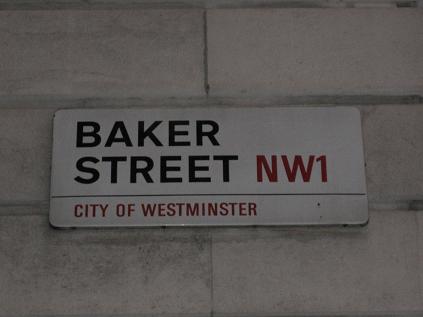 BAKER
STREET NW1
CITY OF WESTMINSTER